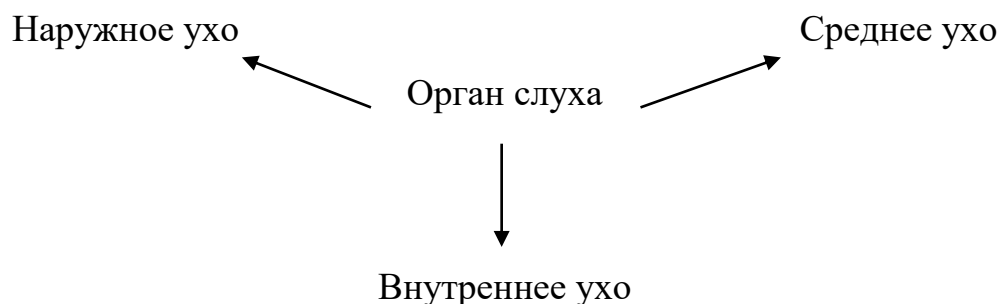 Наружное ухо
Среднее ухо
Орган слуха
Внутреннее ухо